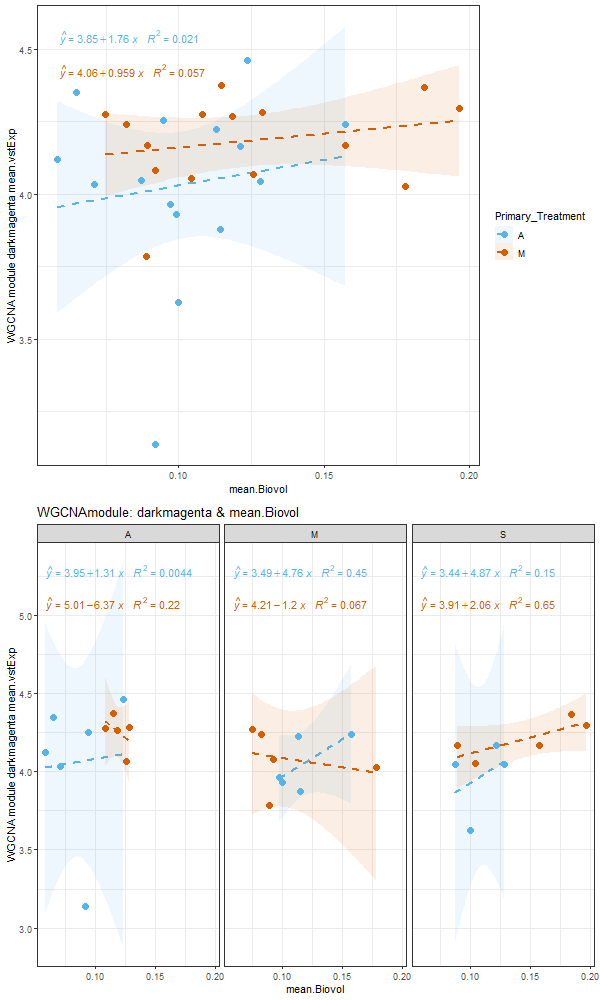 ŷ = 3.85+1.76 x R² = 0.021
ŷ = 4.06+0.959 x R² = 0.057
4.5
4.0
3.5
WGCNA module darkmagenta mean.vstExp
0.10 0.15 0.20
mean.Biovol
Primary_Treatment
A
M
WGCNAmodule: darkmagenta & mean.Biovol
A M S
ŷ = 3.95+1.31 x R² = 0.0044
ŷ = 5.01−6.37 x R² = 0.22
ŷ = 3.49+4.76 x R² = 0.45
ŷ = 4.21−1.2 x R² = 0.067
ŷ = 3.44+4.87 x R² = 0.15
ŷ = 3.91+2.06 x R² = 0.65
5.0
4.5
4.0
3.5
3.0
WGCNA module darkmagenta mean.vstExp
0.10 0.15 0.20 0.10 0.15 0.20 0.10 0.15 0.20
mean.Biovol